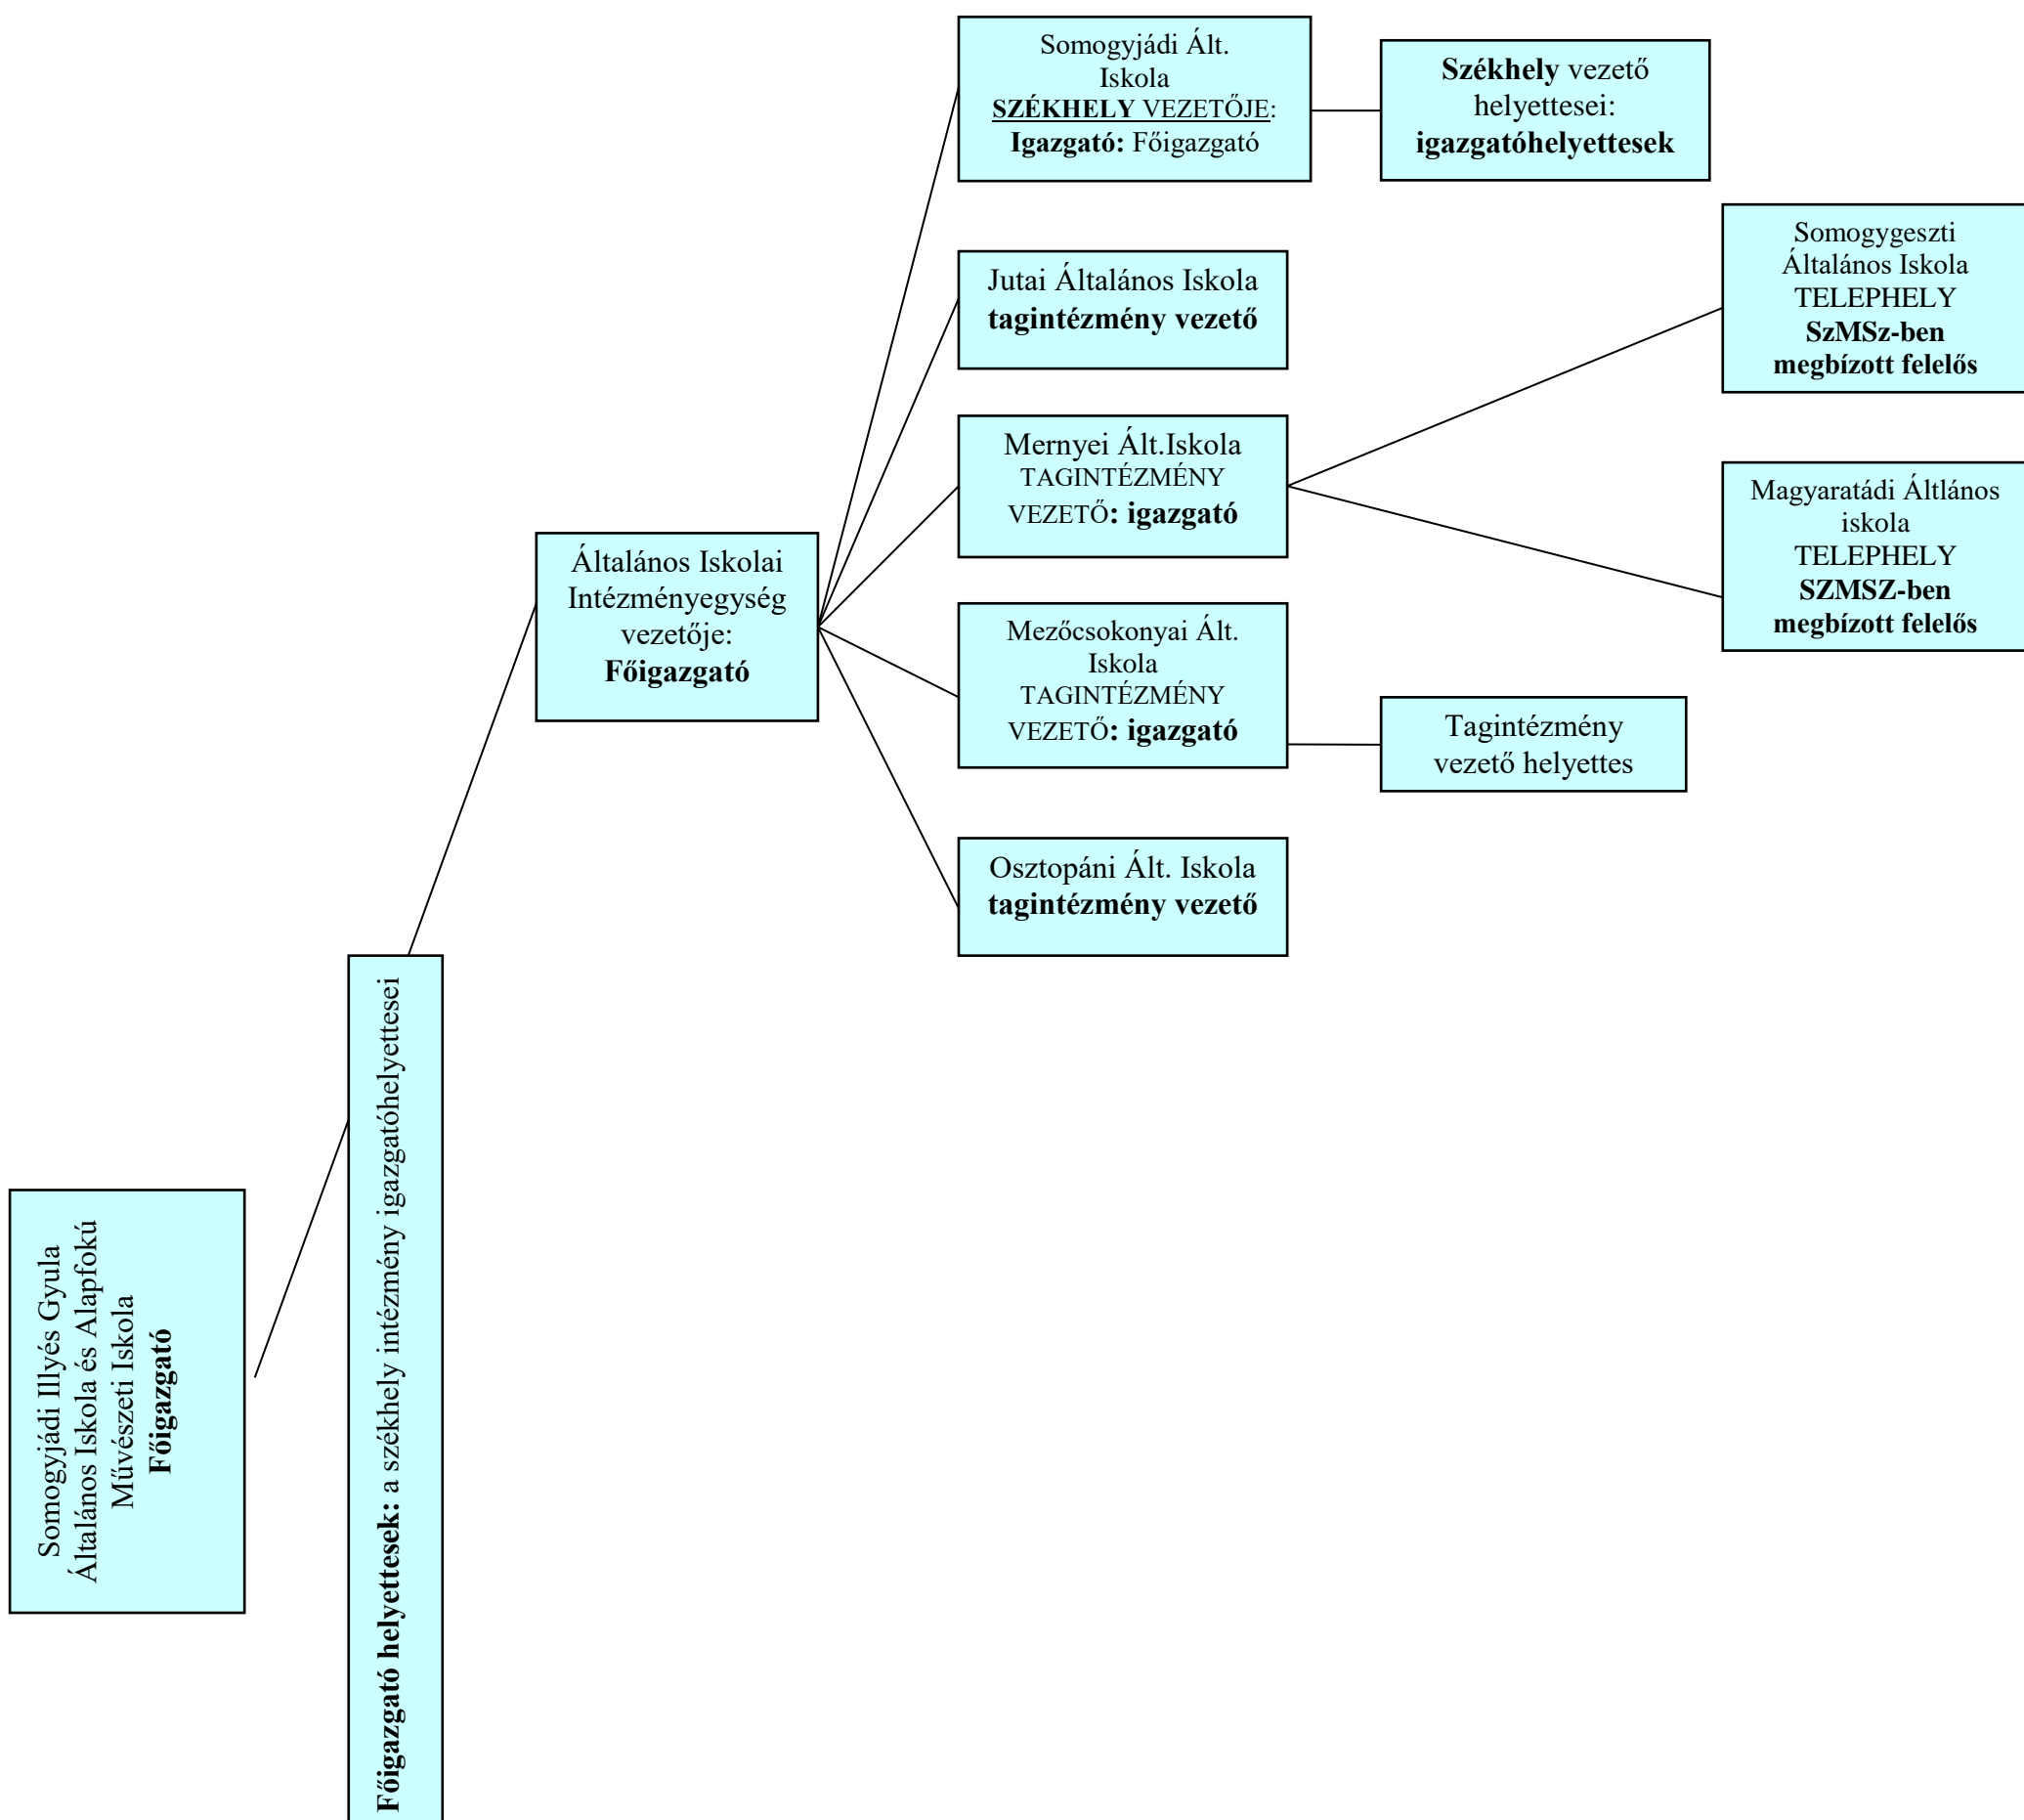 Somogyjádi Ált.
Iskola
SZÉKHELY VEZETŐJE:
Igazgató: Főigazgató
Székhely vezető
helyettesei:
igazgatóhelyettesek
Somogygeszti
Általános Iskola
TELEPHELY
SzMSz-ben
megbízott felelős
Jutai Általános Iskola
tagintézmény vezető
Mernyei Ált.Iskola
TAGINTÉZMÉNY
VEZETŐ: igazgató
Magyaratádi Áltlános
iskola
TELEPHELY
SZMSZ-ben
megbízott felelős
Általános Iskolai
Intézményegység
vezetője:
Főigazgató
Mezőcsokonyai Ált.
Iskola
TAGINTÉZMÉNY
VEZETŐ: igazgató
Tagintézmény
vezető helyettes
Osztopáni Ált. Iskola
tagintézmény vezető
Főigazgató helyettesek: a székhely intézmény igazgatóhelyettesei
Somogyjádi Illyés Gyula
Általános Iskola és Alapfokú
Művészeti Iskola
Főigazgató